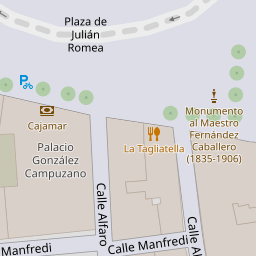 Plaza de
Julián
Romea
Cajamar
La Tagliatella
Monumento
al Maestro
Fernández
Caballero
(1835-1906)
Palacio
González
Campuzano
Calle Alfaro
Calle Al
Manfredi
Calle Manfredi